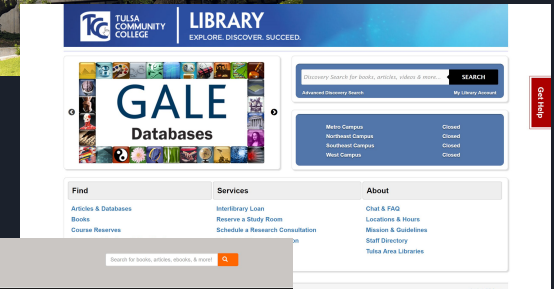 TULSA
COMMUNITY
COLLEGE
LIBRARY
EXPLORE. DISCOVER. SUCCEED.
GALE
Databases
Discovery Search for books, articles, videos & more...
SEARCH
Advanced Discovery Search
My Library Account
Get Help
Metro Campus Closed
Northeast Campus Closed
Southeast Campus Closed
West Campus Closed
Find
Articles & Databases
Books
Course Reserves
Services
Interlibrary Loan
Reserve a Study Room
Schedule a Research Consultation
on
About
Chat & FAQ
Locations & Hours
Mission & Guidelines
Staff Directory
Tulsa Area Libraries
Search for books, articles, ebooks, & more!